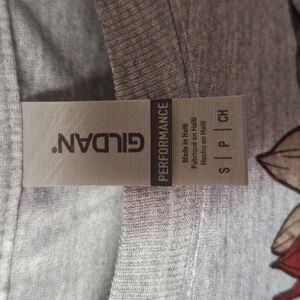 GILDAN®
PERFORMANCE
Made in Haiti
Fabriqué en Haïti
Hecho en Haití
S | P | CH